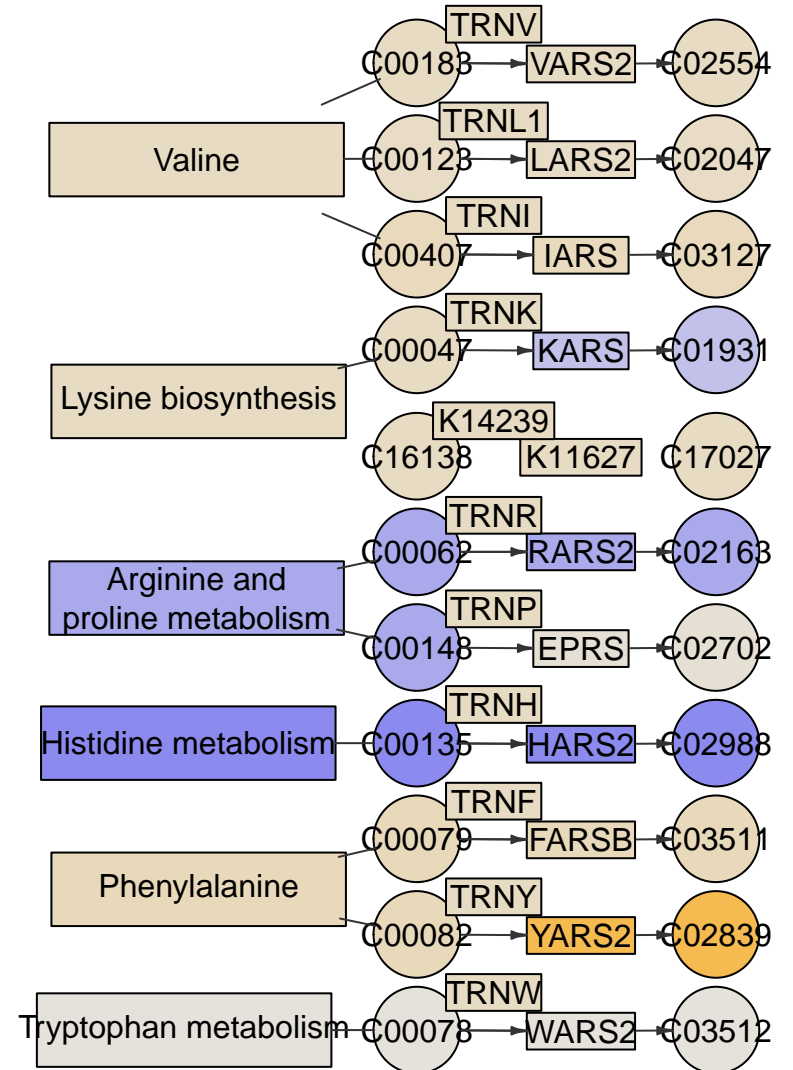 TRNV
C00183
VARS2
C02554
Valine
TRNL1
C00123
LARS2
C02047
TRNI
C00407
IARS
C03127
TRNK
C00047
KARS
C01931
Lysine biosynthesis
K14239
C16138
K11627
C17027
TRNR
C00062
RARS2
C02163
Arginine and
proline metabolism
TRNP
C00148
EPRS
C02702
TRNH
Histidine metabolism
C00135
HARS2
C02988
TRNF
C00079
FARSB
C03511
Phenylalanine
TRNY
C00082
YARS2
C02839
TRNW
Tryptophan metabolism
C00078
WARS2
C03512